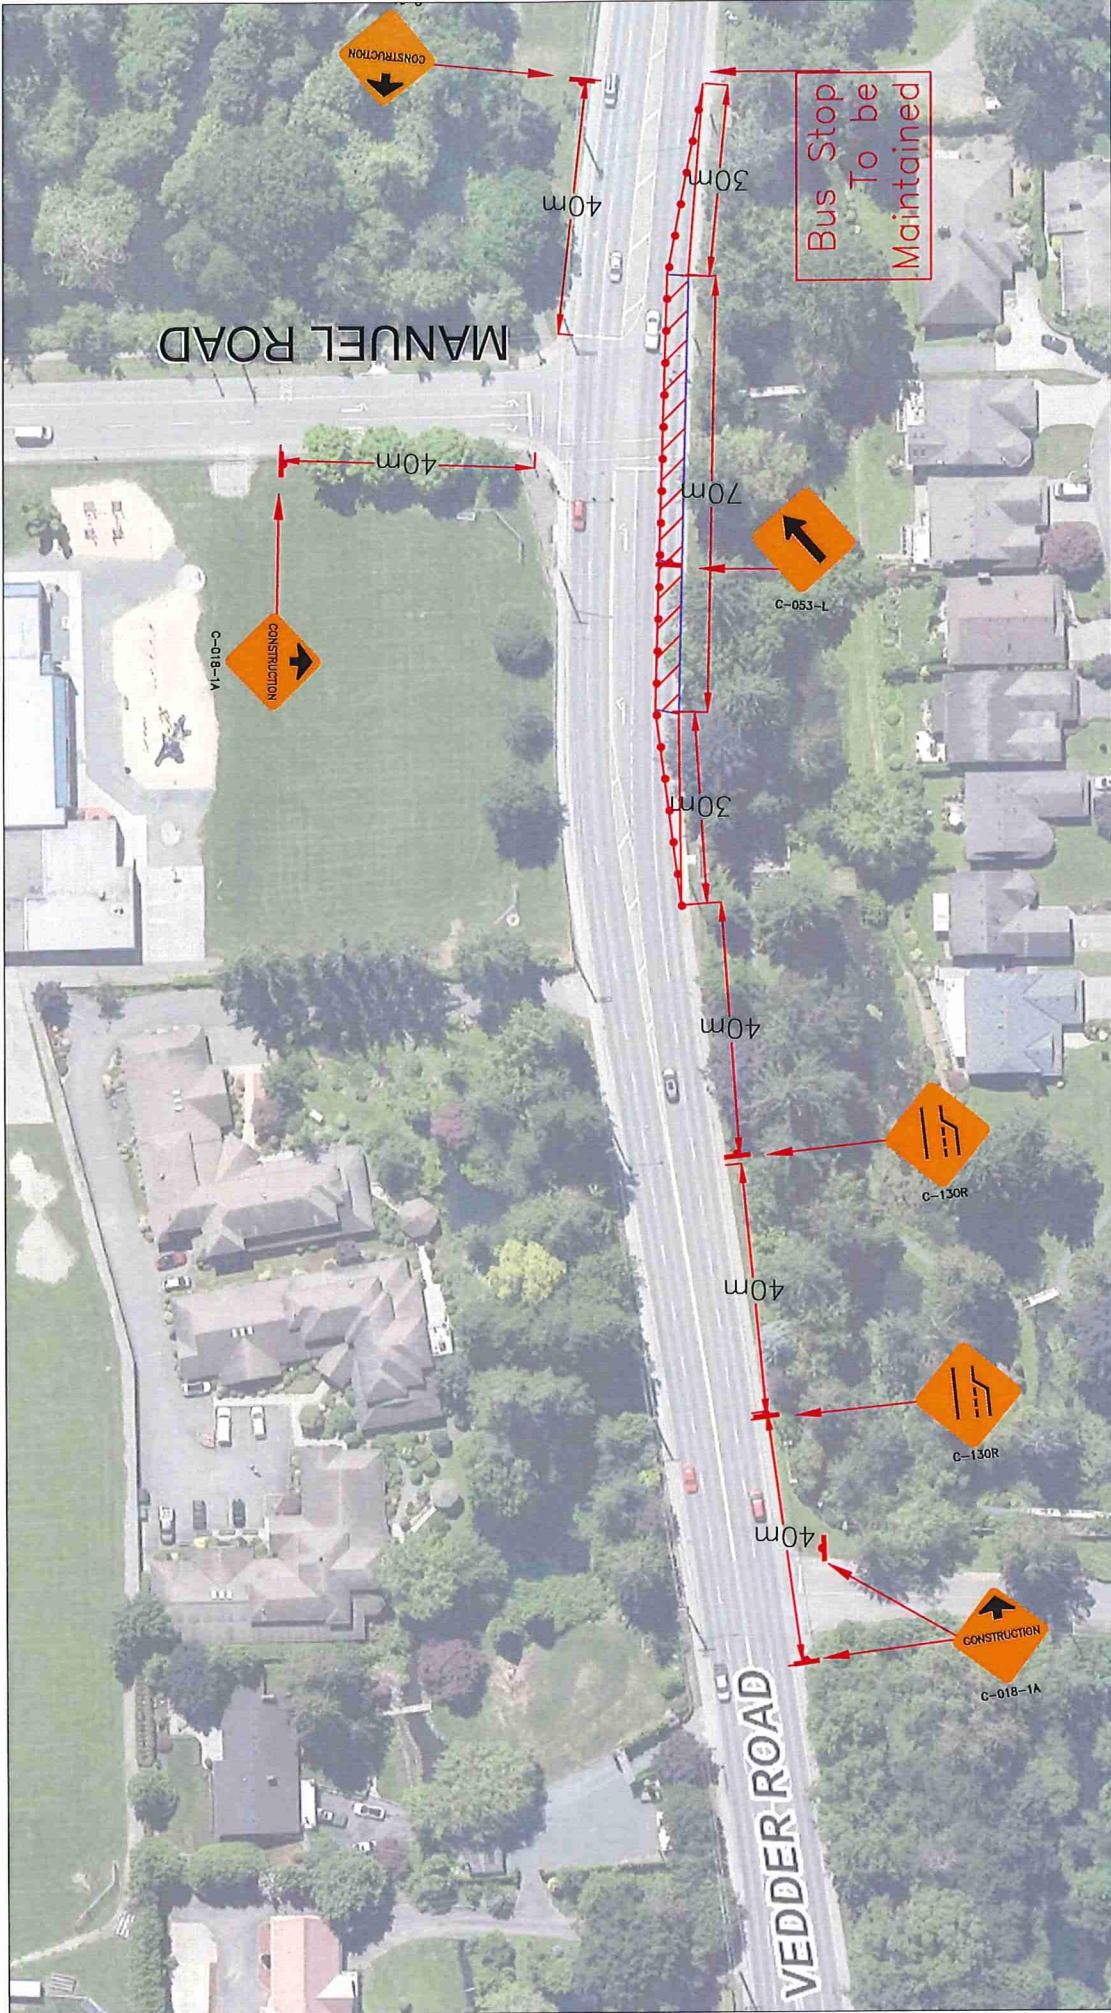 CONSTRUCTION
40m
MANUEL ROAD
Bus Stop
To be
Maintained
30m
40m
C-018-1A
CONSTRUCTION
70m
C-053-L
30m
40m
C-130R
40m
C-130R
40m
CONSTRUCTION
C-018-1A
VEDDER ROAD